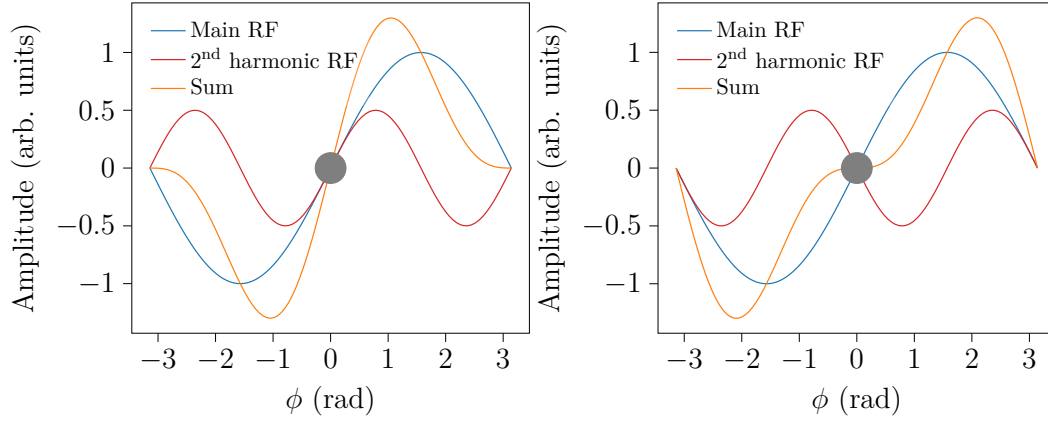 Main RF
2nd harmonic RF
Sum
1
0.5
0
−0.5
−1
Amplitude (arb. units)
−3 −2 −1 0 1 2 3
ϕ (rad)
Main RF
2nd harmonic RF
Sum
1
0.5
0
−0.5
−1
Amplitude (arb. units)
−3 −2 −1 0 1 2 3
ϕ (rad)